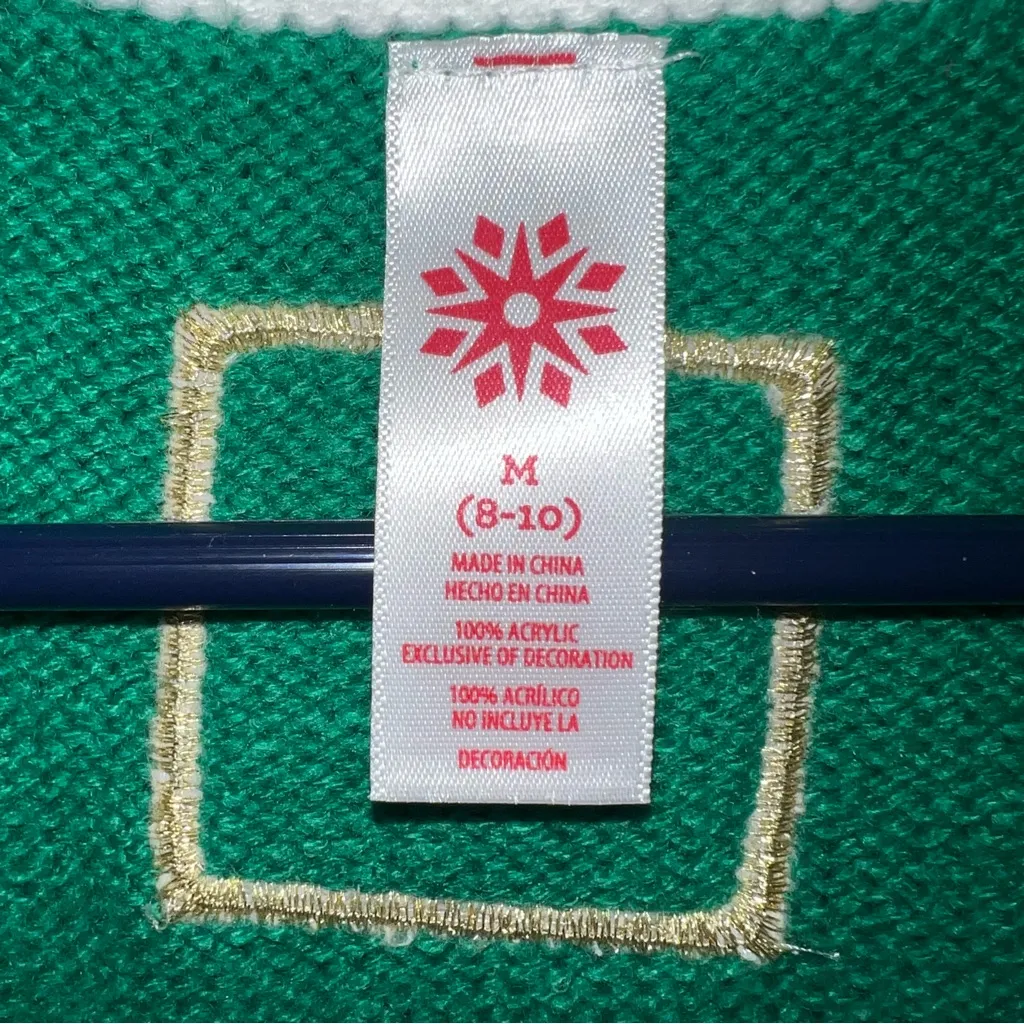 M
(8-10)
MADE IN CHINA
HECHO EN CHINA
100% ACRYLIC
EXCLUSIVE OF DECORATION
100% ACRÍLICO
NO INCLUYE LA
DECORACIÓN